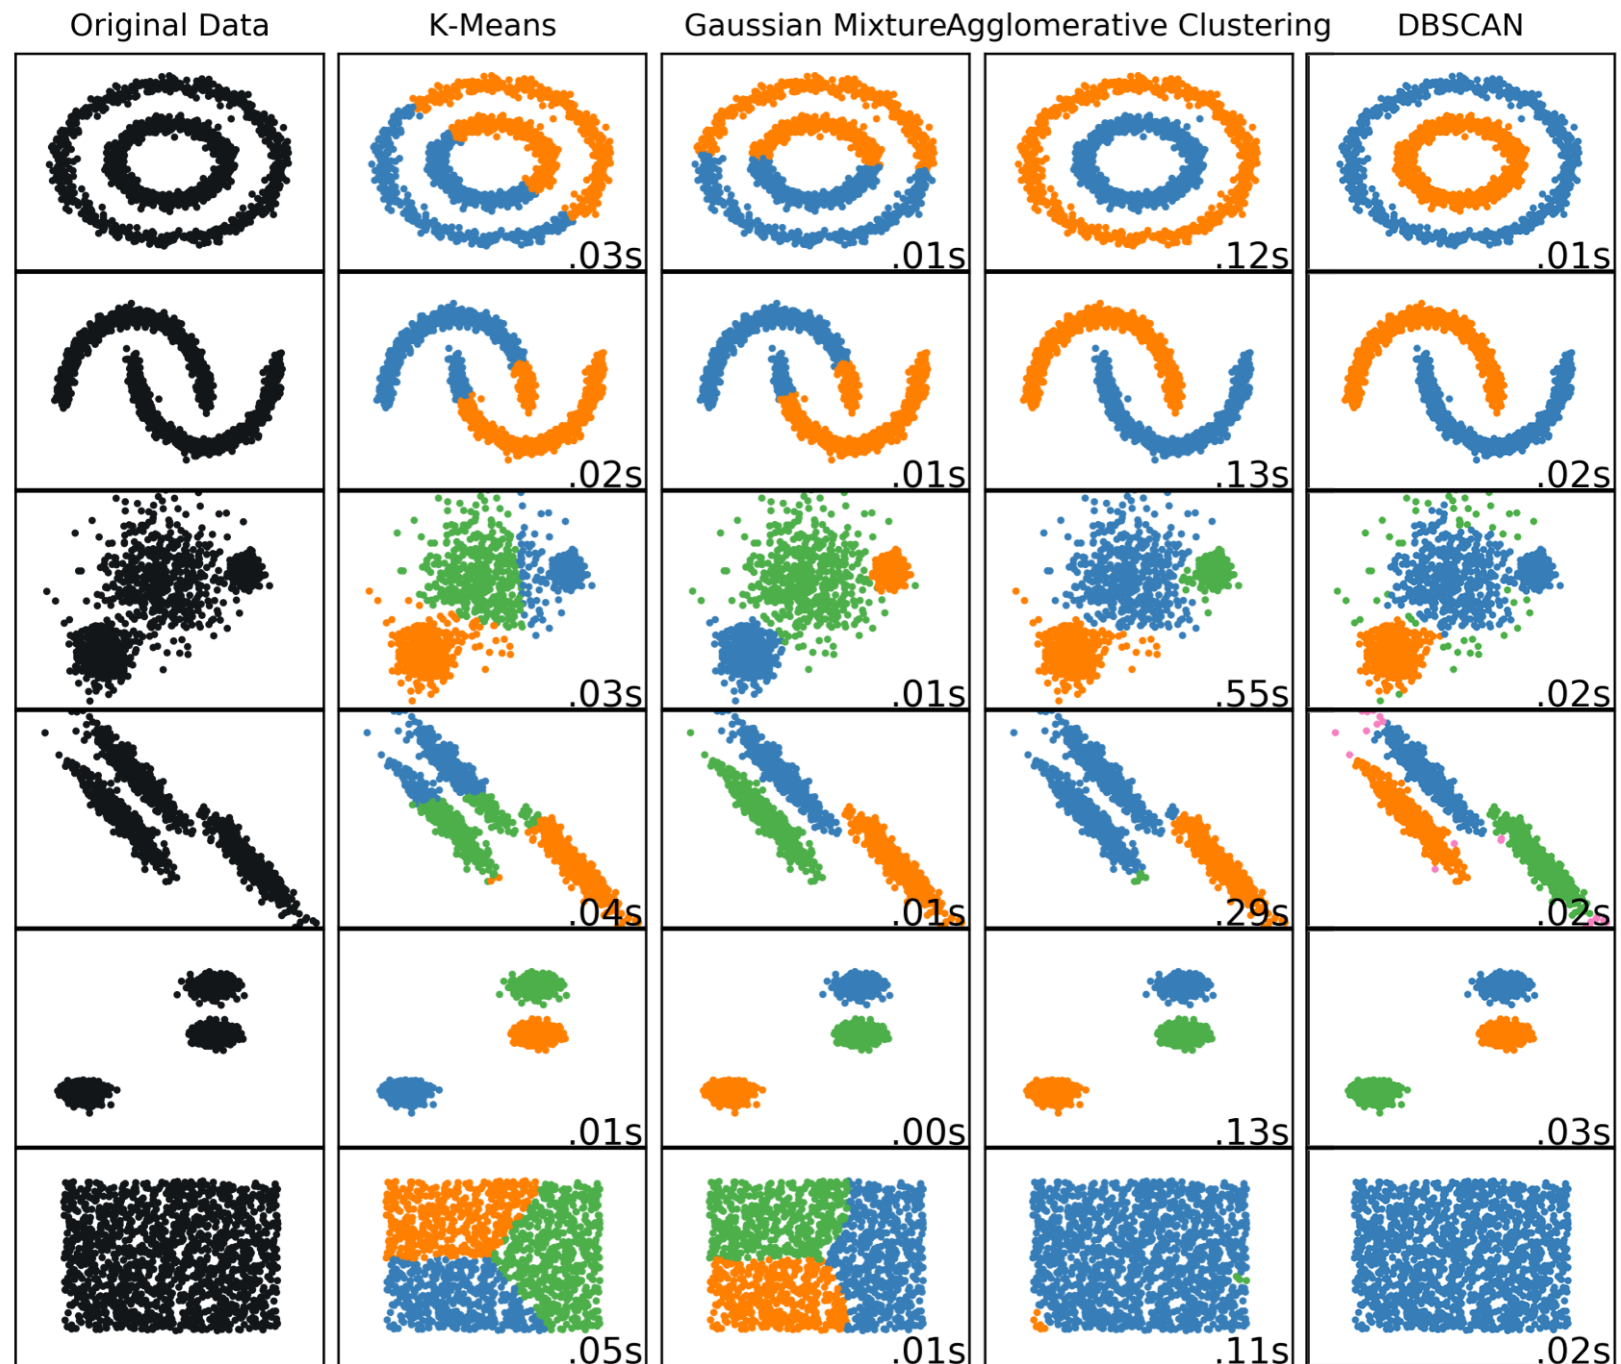 Original Data K-Means Gaussian Mixture Agglomerative Clustering DBSCAN
.03s .01s .12s .01s
.02s .01s .13s .02s
.03s .01s .55s .02s
.04s .01s .29s .02s
.01s .00s .13s .03s
.05s .01s .11s .02s